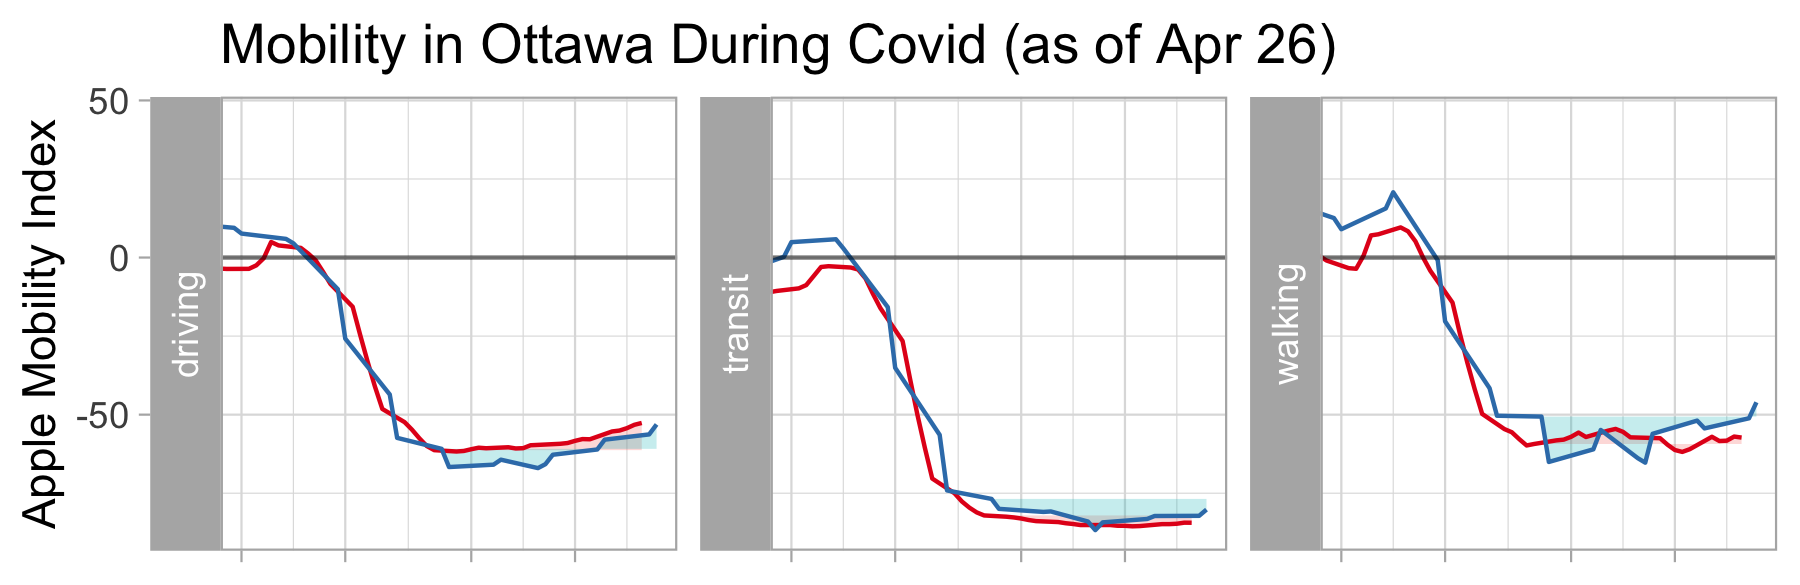 Mobility in Ottawa During Covid (as of Apr 26)
Apple Mobility Index
50
0
-50
driving
transit
walking